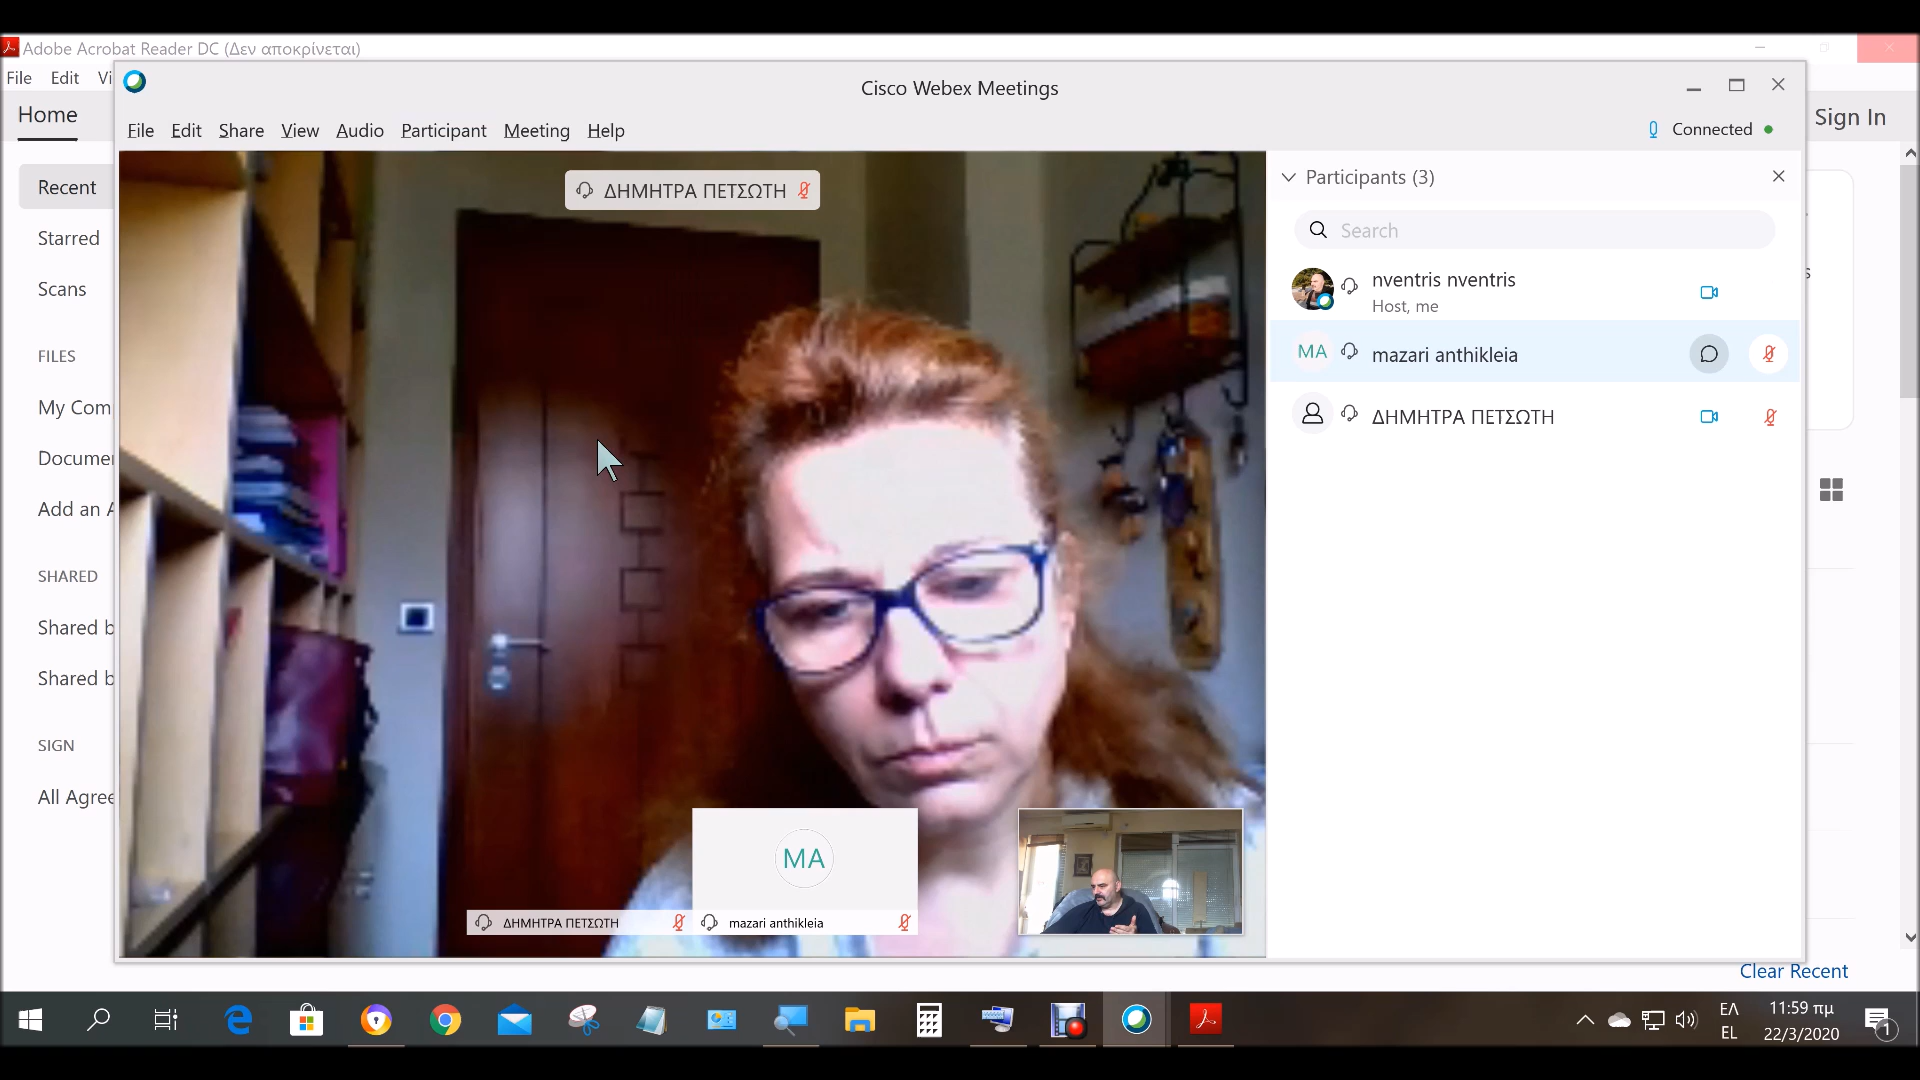 Adobe Acrobat Reader DC (Δεν αποκρίνεται)
File Edit Vi
Home
Sign In
Recent
Starred
Scans
FILES
My Com
Docume
Add an A
SHARED
Shared b
Shared b
SIGN
All Agree
Cisco Webex Meetings
File Edit Share View Audio Participant Meeting Help
Connected
ΔΗΜΗΤΡΑ ΠΕΤΣΩΤΗ
Participants (3)
Search
nventris nventris
Host, me
MA mazari anthikleia
ΔΗΜΗΤΡΑ ΠΕΤΣΩΤΗ
MA
ΔΗΜΗΤΡΑ ΠΕΤΣΩΤΗ
mazari anthikleia
s
Clear Recent
ΕΛ
EL
11:59 πμ
22/3/2020
1